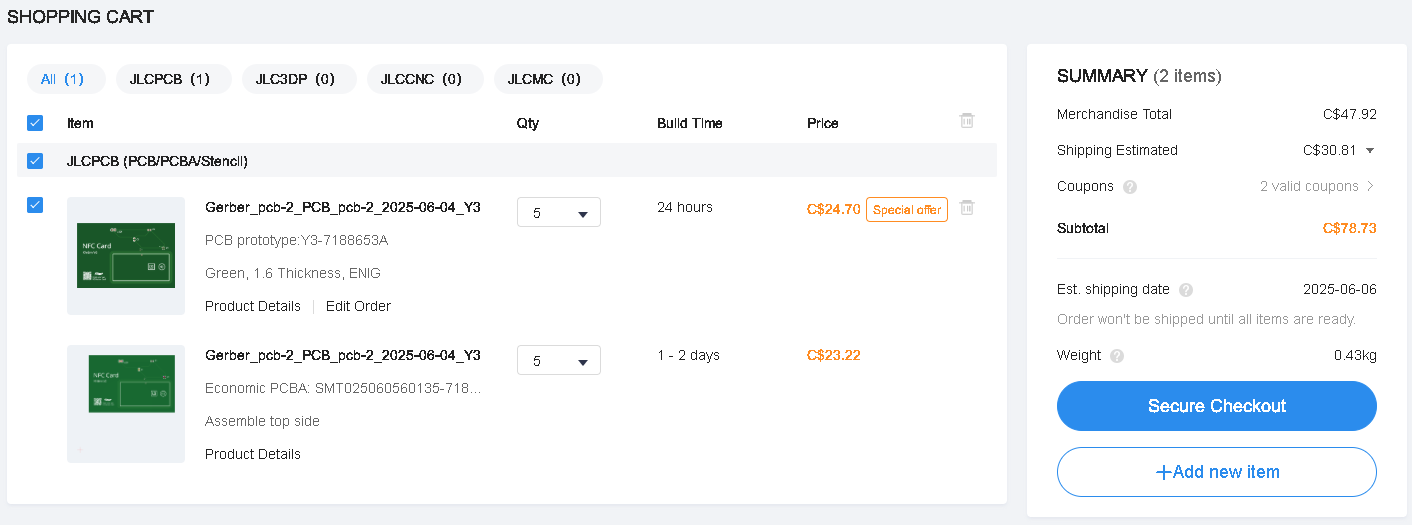 SHOPPING CART
All (1) JLCPCB (1) JLC3DP (0) JLCCNC (0) JLCMC (0)
Item Qty Build Time Price
JLCPCB (PCB/PCBA/Stencil)
Gerber_pcb-2_PCB_pcb-2_2025-06-04_Y3 5 24 hours C$24.70 Special offer
PCB prototype:Y3-7188653A
Green, 1.6 Thickness, ENIG
Product Details | Edit Order
NFC Card
Gerber_pcb-2_PCB_pcb-2_2025-06-04_Y3 5 1 - 2 days C$23.22
Economic PCBA: SMT025060560135-718...
Assemble top side
Product Details
NFC Card
SUMMARY (2 items)
Merchandise Total C$47.92
Shipping Estimated C$30.81
Coupons ? 2 valid coupons >
Subtotal C$78.73
Est. shipping date ? 2025-06-06
Order won't be shipped until all items are ready.
Weight ? 0.43kg
Secure Checkout
+Add new item